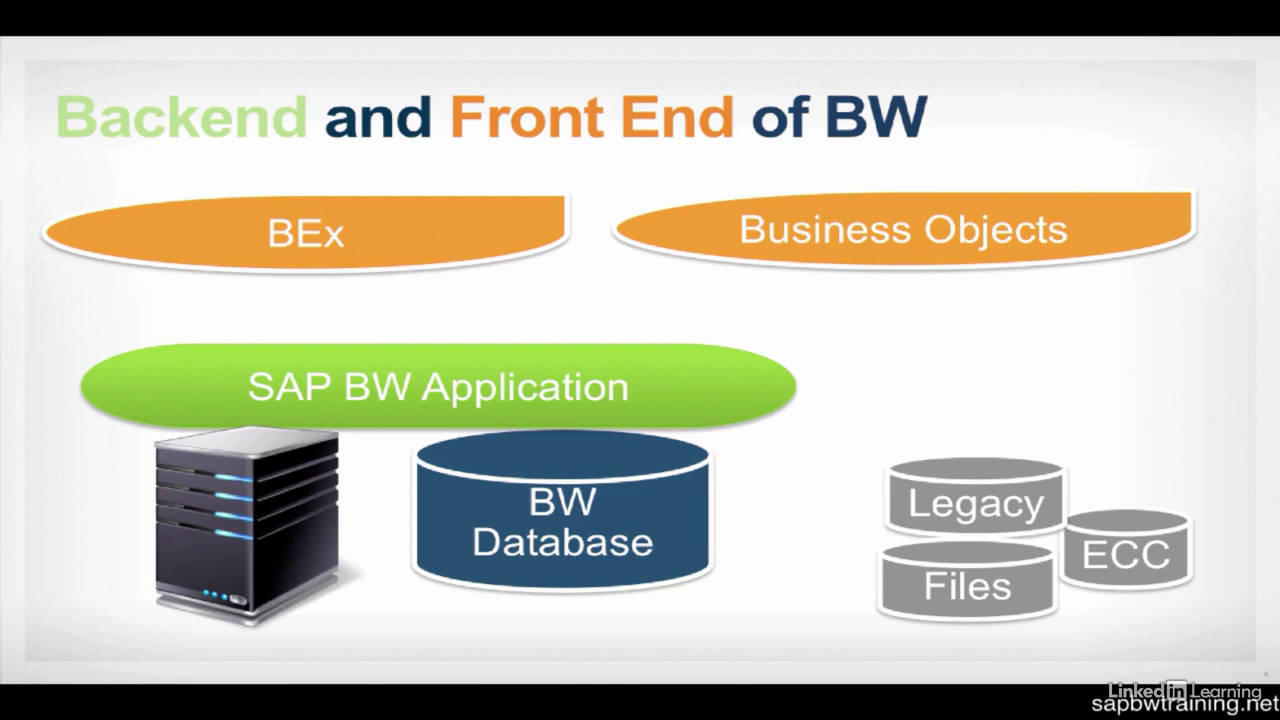 Backend and Front End of BW
BEx
Business Objects
SAP BW Application
BW
Database
Legacy
ECC
Files
4
Linked in Learning
sapbwtraining.net